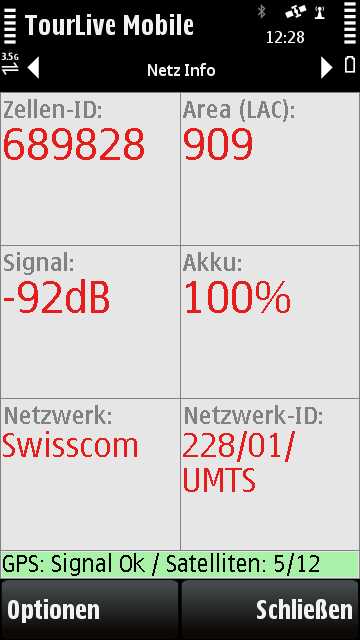 TourLive Mobile
12:28
3.5G
Netz Info
Zellen-ID:
689828
Area (LAC):
909
Signal:
-92dB
Akku:
100%
Netzwerk:
Swisscom
Netzwerk-ID:
228/01/
UMTS
GPS: Signal Ok / Satelliten: 5/12
Optionen
Schließen